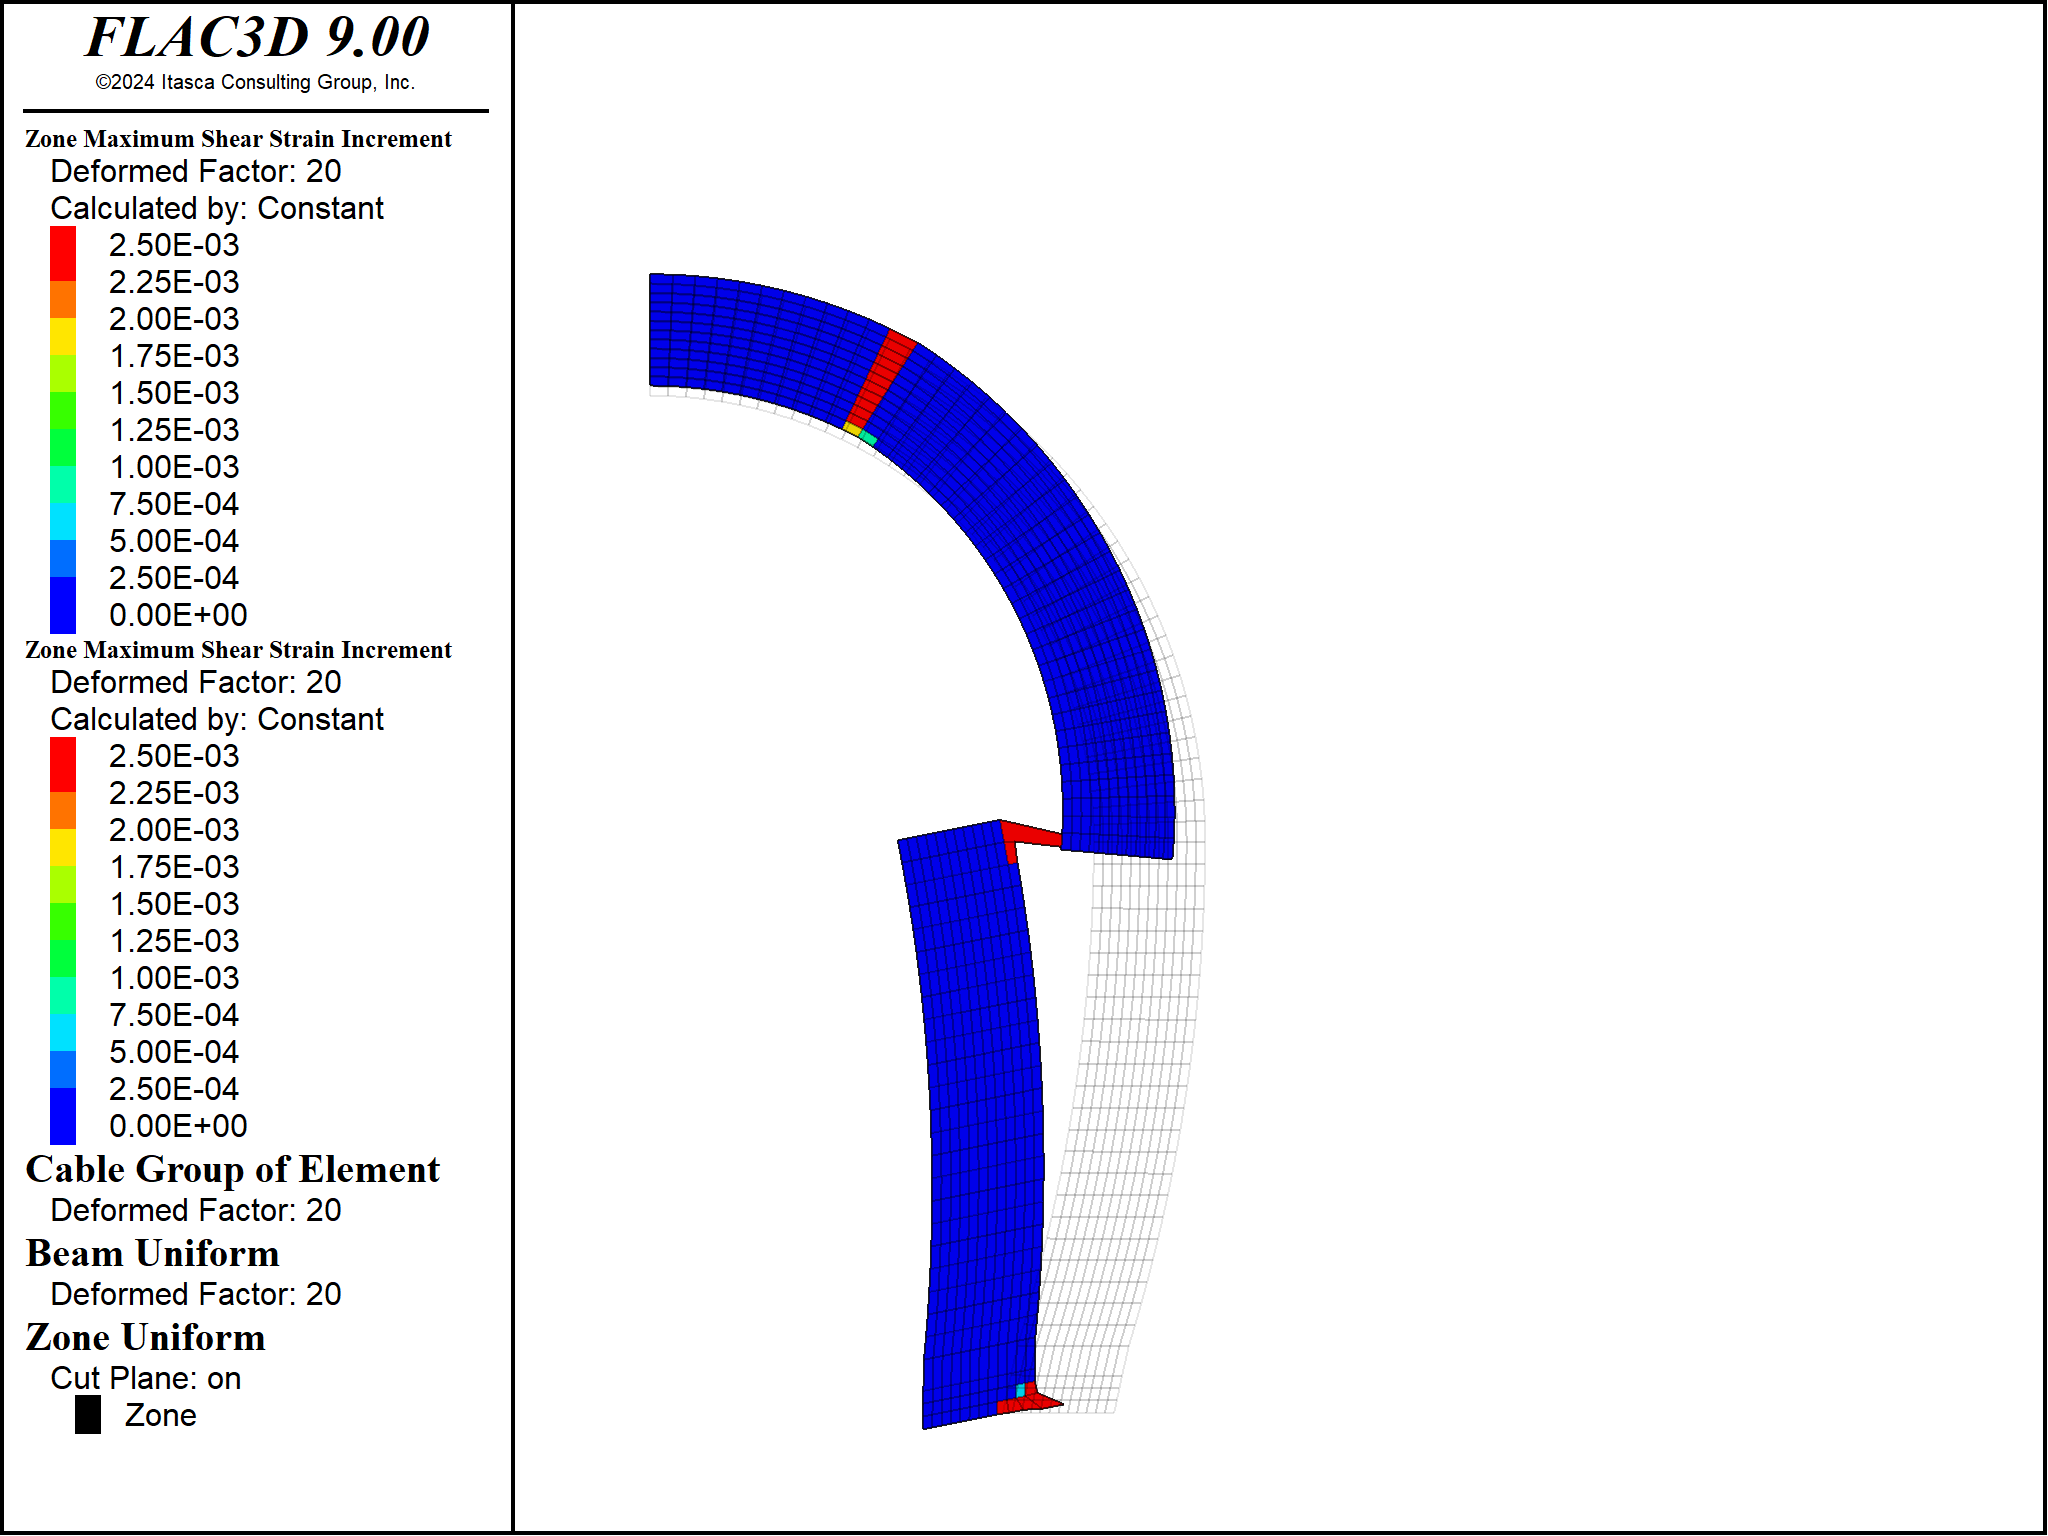 FLAC3D 9.00
©2024 Itasca Consulting Group, Inc.
Zone Maximum Shear Strain Increment
Deformed Factor: 20
Calculated by: Constant
2.50E-03
2.25E-03
2.00E-03
1.75E-03
1.50E-03
1.25E-03
1.00E-03
7.50E-04
5.00E-04
2.50E-04
0.00E+00
Zone Maximum Shear Strain Increment
Deformed Factor: 20
Calculated by: Constant
2.50E-03
2.25E-03
2.00E-03
1.75E-03
1.50E-03
1.25E-03
1.00E-03
7.50E-04
5.00E-04
2.50E-04
0.00E+00
Cable Group of Element
Deformed Factor: 20
Beam Uniform
Deformed Factor: 20
Zone Uniform
Cut Plane: on
Zone